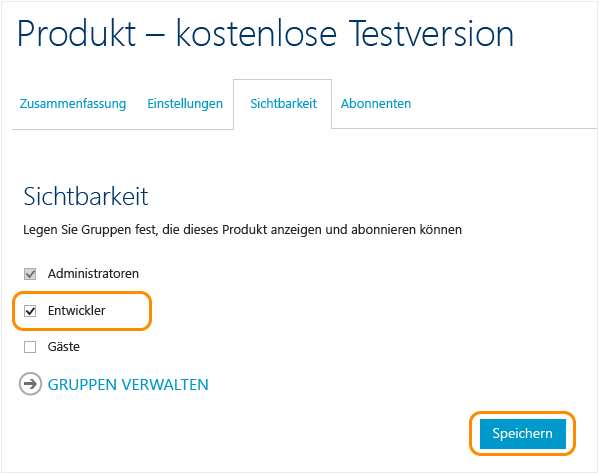 Produkt – kostenlose Testversion
Zusammenfassung Einstellungen Sichtbarkeit Abonnenten
Sichtbarkeit
Legen Sie Gruppen fest, die dieses Produkt anzeigen und abonnieren können
Administratoren
Entwickler
Gäste
GRUPPEN VERWALTEN
Speichern